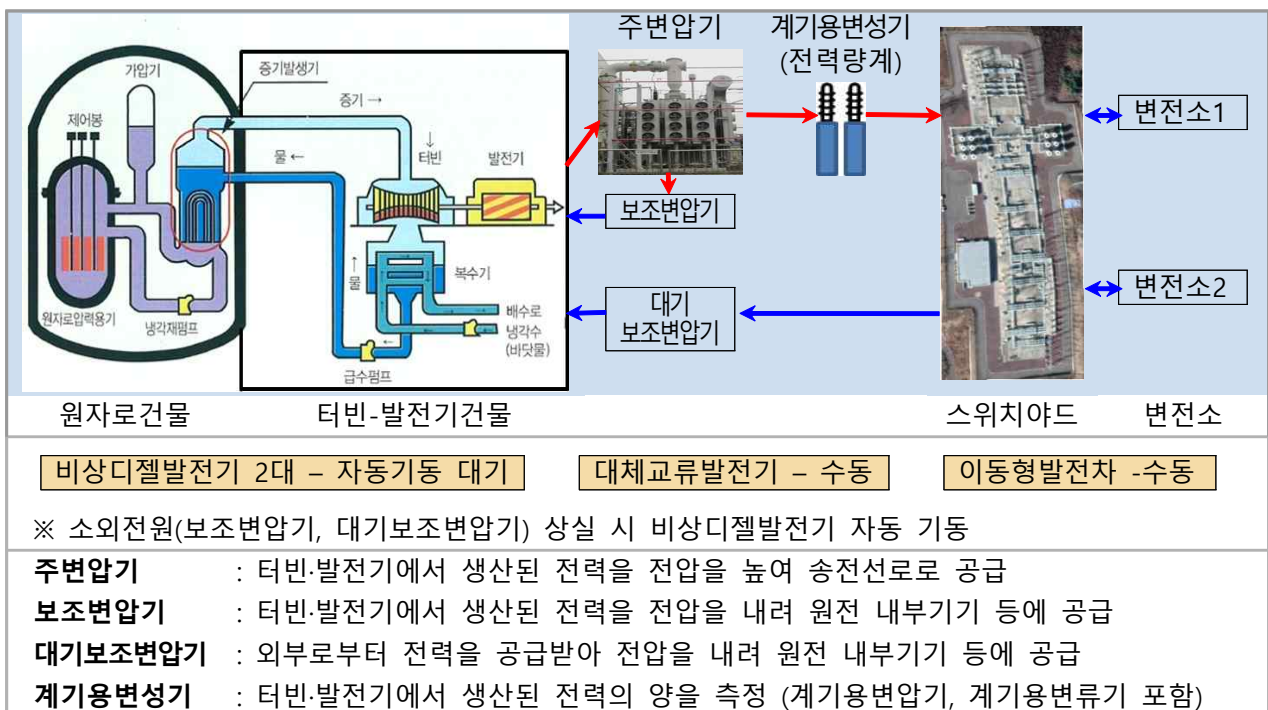 주변압기
계기용변성기
(전력량계)
가압기
증기발생기
제어봉
증기 →
물 ←
↓
터빈
발전기
변전소1
보조변압기
↑
물
복수기
대기
보조변압기
변전소2
배수로
냉각수
(바닷물)
원자로압력용기
냉각재펌프
급수펌프
원자로건물
터빈-발전기건물
스위치야드
변전소
비상디젤발전기 2대 – 자동기동 대기
대체교류발전기 – 수동
이동형발전차 -수동
※ 소외전원(보조변압기, 대기보조변압기) 상실 시 비상디젤발전기 자동 기동
주변압기 : 터빈·발전기에서 생산된 전력을 전압을 높여 송전선로로 공급
보조변압기 : 터빈·발전기에서 생산된 전력을 전압을 내려 원전 내부기기 등에 공급
대기보조변압기 : 외부로부터 전력을 공급받아 전압을 내려 원전 내부기기 등에 공급
계기용변성기 : 터빈·발전기에서 생산된 전력의 양을 측정 (계기용변압기, 계기용변류기 포함)